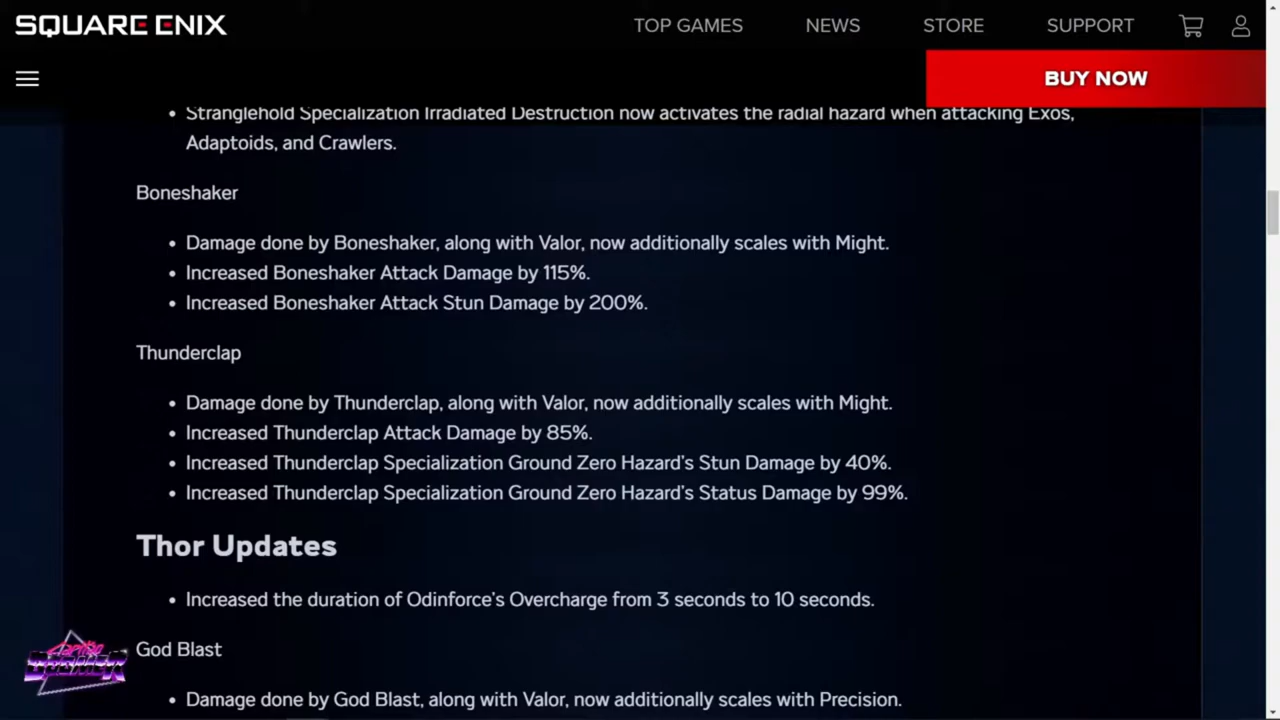 SQUARE ENIX
TOP GAMES NEWS STORE SUPPORT
BUY NOW
• Stranglehold Specialization Irradiated Destruction now activates the radial hazard when attacking Exos,
Adaptoids, and Crawlers.
Boneshaker
• Damage done by Boneshaker, along with Valor, now additionally scales with Might.
• Increased Boneshaker Attack Damage by 115%.
• Increased Boneshaker Attack Stun Damage by 200%.
Thunderclap
• Damage done by Thunderclap, along with Valor, now additionally scales with Might.
• Increased Thunderclap Attack Damage by 85%.
• Increased Thunderclap Specialization Ground Zero Hazard's Stun Damage by 40%.
• Increased Thunderclap Specialization Ground Zero Hazard's Status Damage by 99%.
Thor Updates
• Increased the duration of Odinforce's Overcharge from 3 seconds to 10 seconds.
God Blast
• Damage done by God Blast, along with Valor, now additionally scales with Precision.